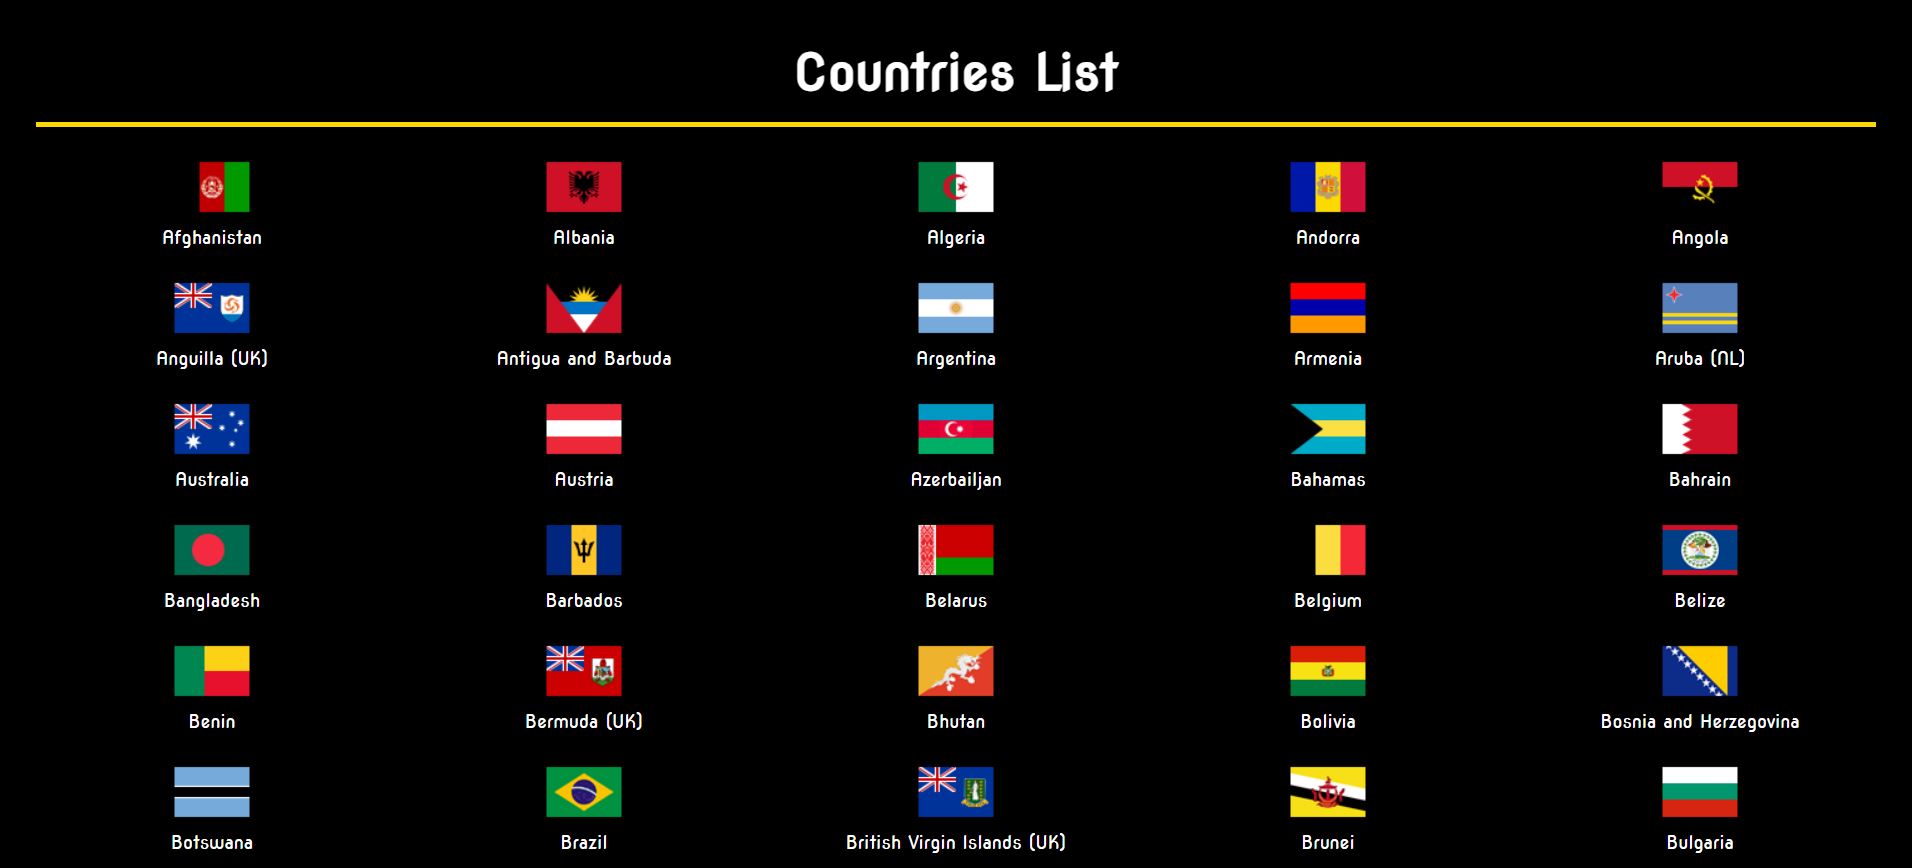 Countries List
Afghanistan
Albania
Algeria
Andorra
Angola
Anguilla (UK)
Antigua and Barbuda
Argentina
Armenia
Aruba (NL)
Australia
Austria
Azerbailjan
Bahamas
Bahrain
Bangladesh
Barbados
Belarus
Belgium
Belize
Benin
Bermuda (UK)
Bhutan
Bolivia
Bosnia and Herzegovina
Botswana
Brazil
British Virgin Islands (UK)
Brunei
Bulgaria